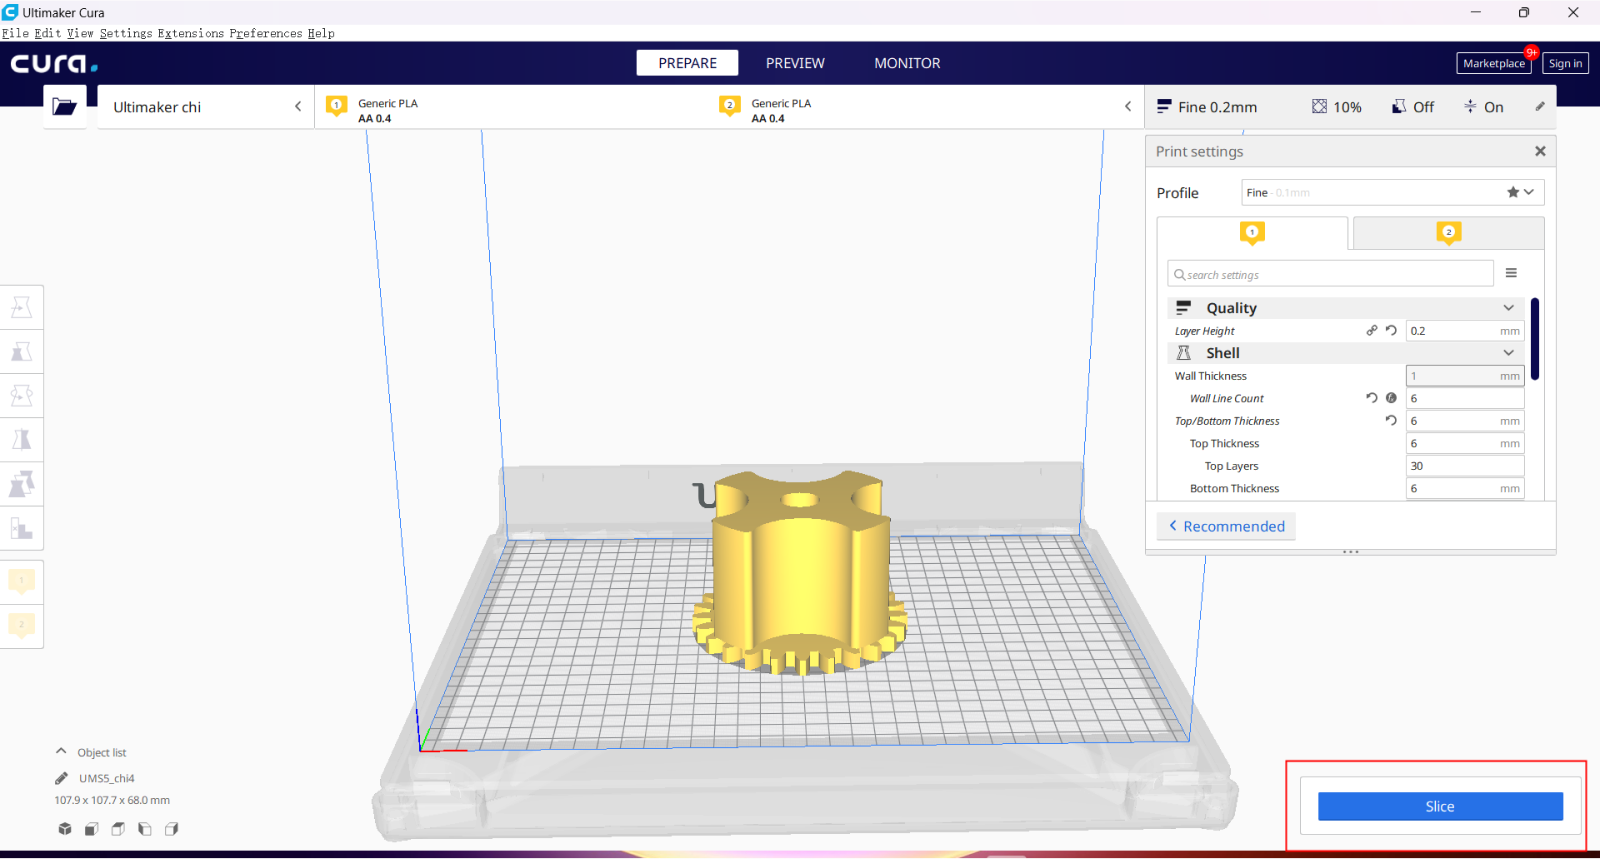 Ultimaker Cura
File Edit View Settings Extensions Preferences Help
cura.
PREPARE
PREVIEW
MONITOR
Marketplace
9+
Sign in
Ultimaker chi
1
Generic PLA
AA 0.4
2
Generic PLA
AA 0.4
Fine 0.2mm
10%
Off
On
Print settings
Profile
Fine - 0.1mm
1
2
search settings
Quality
Layer Height
0.2 mm
Shell
Wall Thickness
1 mm
Wall Line Count
6
Top/Bottom Thickness
6 mm
Top Thickness
6 mm
Top Layers
30
Bottom Thickness
6 mm
Recommended
1
2
Object list
UMS5_chi4
107.9 x 107.7 x 68.0 mm
Slice